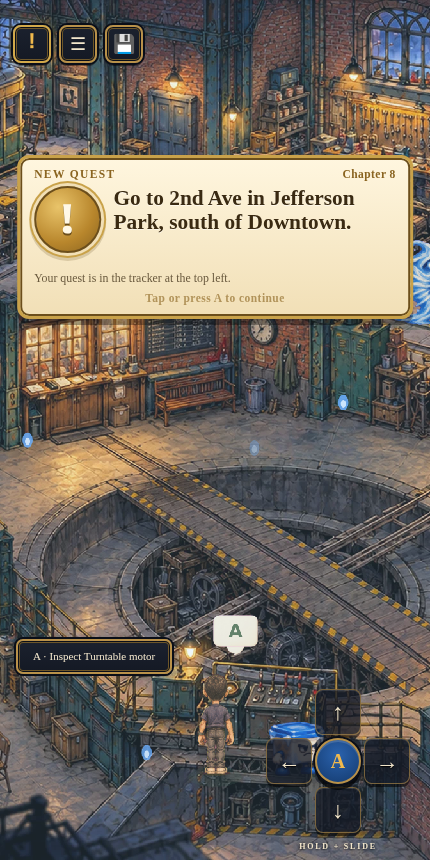 !
NEW QUEST
Chapter 8
!
Go to 2nd Ave in Jefferson
Park, south of Downtown.
Your quest is in the tracker at the top left.
Tap or press A to continue
A
A · Inspect Turntable motor
↑
← A →
↓
HOLD + SLIDE